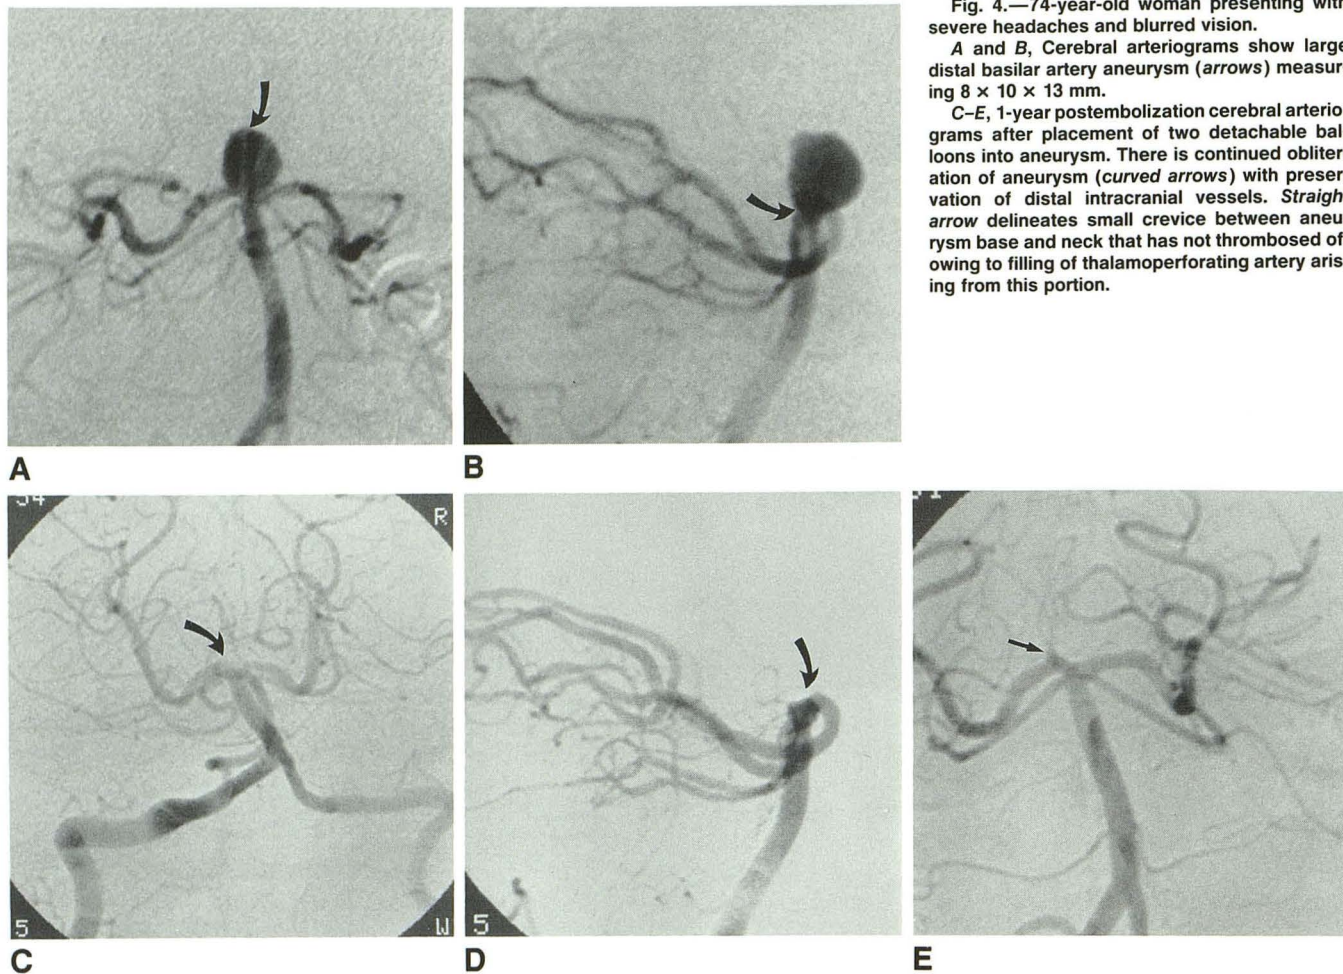 Fig. 4.—74-year-old woman presenting with
severe headaches and blurred vision.
A and B, Cerebral arteriograms show large
distal basilar artery aneurysm (arrows) measur-
ing 8 × 10 × 13 mm.
C–E, 1-year postembolization cerebral arterio-
grams after placement of two detachable bal-
loons into aneurysm. There is continued obliter-
ation of aneurysm (curved arrows) with preser-
vation of distal intracranial vessels. Straigh
arrow delineates small crevice between aneu-
rysm base and neck that has not thrombosed off
owing to filling of thalamoperforating artery aris-
ing from this portion.
A
B
R
5
W
5
C
D
E